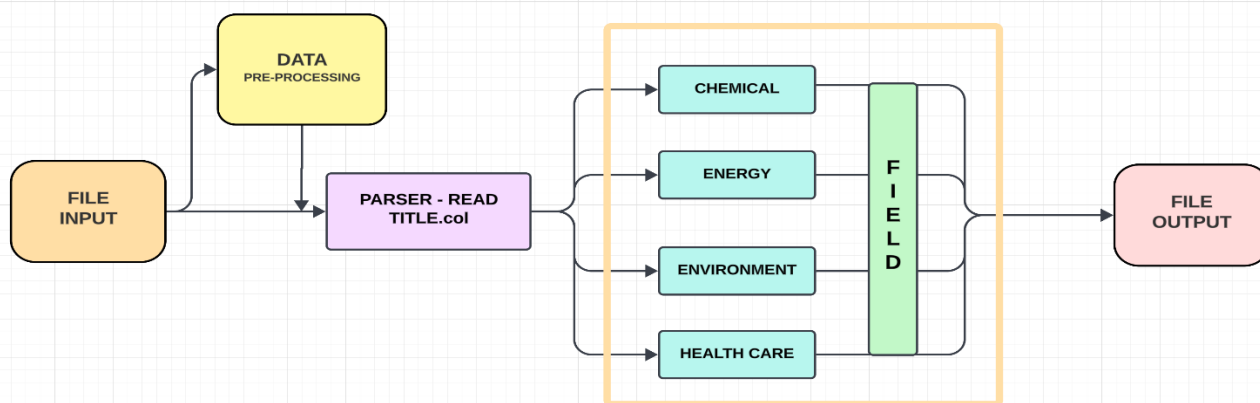 FILE
INPUT
DATA
PRE-PROCESSING
PARSER - READ
TITLE.col
CHEMICAL
ENERGY
ENVIRONMENT
HEALTH CARE
F
I
E
L
D
FILE
OUTPUT